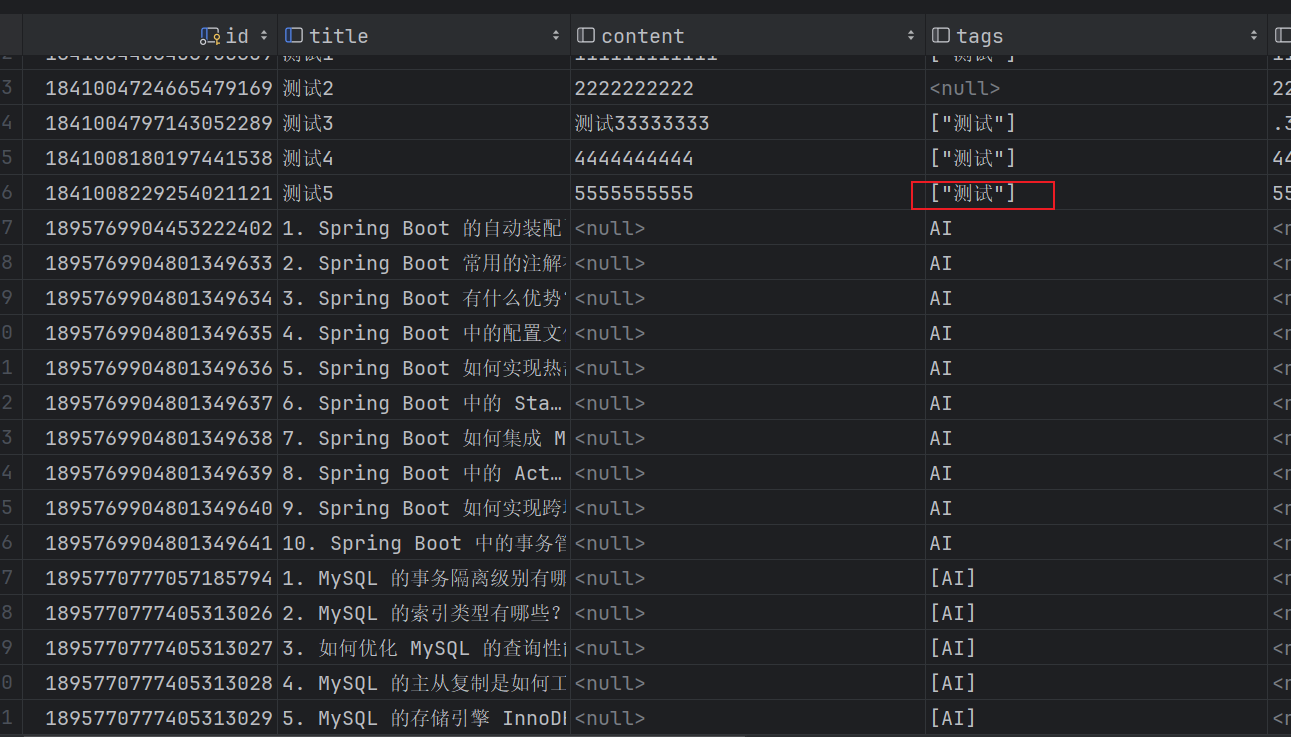 id title content tags
3 1841004724665479169 测试2 2222222222 <null> 22
4 1841004797143052289 测试3 测试33333333 ["测试"] .3
5 1841008180197441538 测试4 4444444444 ["测试"] 44
6 1841008229254021121 测试5 5555555555 ["测试"] 55
7 1895769904453222402 1. Spring Boot 的自动装配 <null> AI <n
8 1895769904801349633 2. Spring Boot 常用的注解 <null> AI <n
9 1895769904801349634 3. Spring Boot 有什么优势 <null> AI <n
0 1895769904801349635 4. Spring Boot 中的配置文 <null> AI <n
1 1895769904801349636 5. Spring Boot 如何实现热 <null> AI <n
2 1895769904801349637 6. Spring Boot 中的 Sta… <null> AI <n
3 1895769904801349638 7. Spring Boot 如何集成 M <null> AI <n
4 1895769904801349639 8. Spring Boot 中的 Act… <null> AI <n
5 1895769904801349640 9. Spring Boot 如何实现跨 <null> AI <n
6 1895769904801349641 10. Spring Boot 中的事务管 <null> AI <n
7 1895770777057185794 1. MySQL 的事务隔离级别有哪 <null> [AI] <n
8 1895770777405313026 2. MySQL 的索引类型有哪些? <null> [AI] <n
9 1895770777405313027 3. 如何优化 MySQL 的查询性 <null> [AI] <n
0 1895770777405313028 4. MySQL 的主从复制是如何工 <null> [AI] <n
1 1895770777405313029 5. MySQL 的存储引擎 InnoD <null> [AI] <n